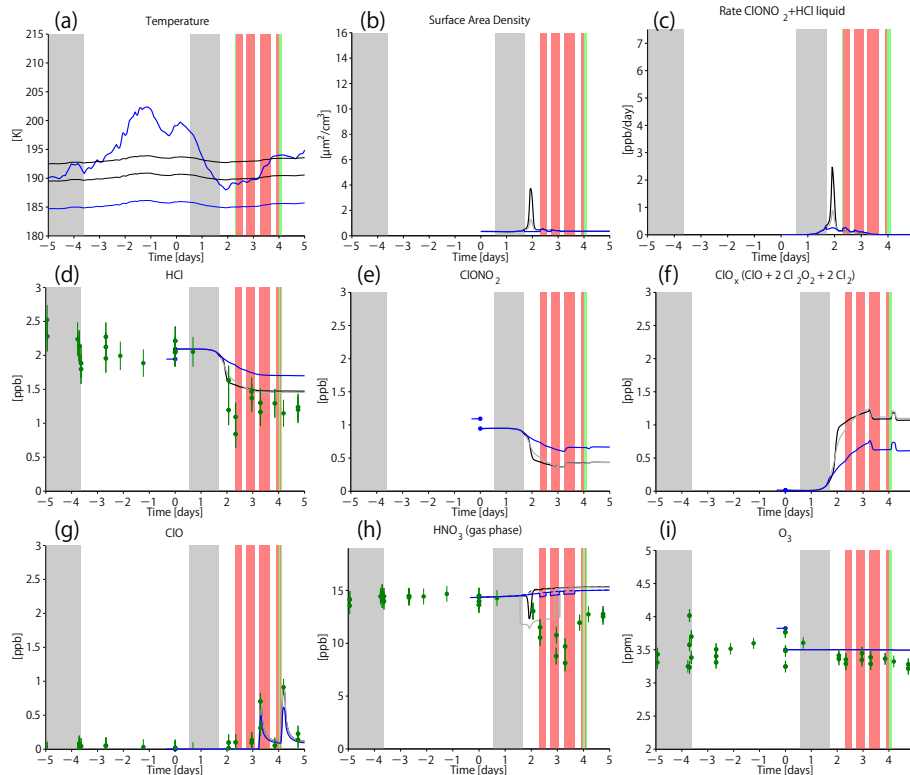 (a) Temperature
(b) Surface Area Density
(c) Rate ClONO2+HCl liquid
[K]
215
210
205
200
195
190
185
180
−5 −4 −3 −2 −1 0 1 2 3 4 5
Time [days]
[μm²/cm³]
16
14
12
10
8
6
4
2
0
−5 −4 −3 −2 −1 0 1 2 3 4 5
Time [days]
[ppb/day]
7
6
5
4
3
2
1
0
−5 −4 −3 −2 −1 0 1 2 3 4 5
Time [days]
(d) HCl
(e) ClONO2
(f) ClOx (ClO + 2 Cl2O2 + 2 Cl2)
[ppb]
3
2.5
2
1.5
1
0.5
0
−5 −4 −3 −2 −1 0 1 2 3 4 5
Time [days]
[ppb]
3
2.5
2
1.5
1
0.5
0
−5 −4 −3 −2 −1 0 1 2 3 4 5
Time [days]
[ppb]
3
2.5
2
1.5
1
0.5
0
−5 −4 −3 −2 −1 0 1 2 3 4 5
Time [days]
(g) ClO
(h) HNO3 (gas phase)
(i) O3
[ppb]
3
2.5
2
1.5
1
0.5
0
−5 −4 −3 −2 −1 0 1 2 3 4 5
Time [days]
[ppb]
15
10
5
0
−5 −4 −3 −2 −1 0 1 2 3 4 5
Time [days]
[ppm]
5
4.5
4
3.5
3
2.5
2
−5 −4 −3 −2 −1 0 1 2 3 4 5
Time [days]